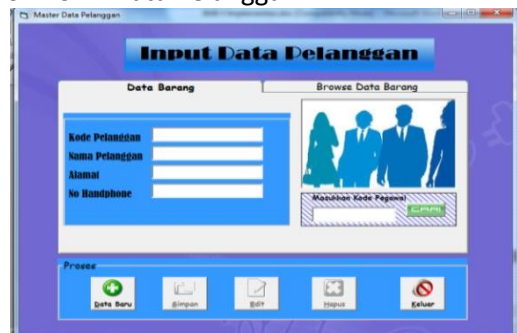 Master Data Pelanggan
Input Data Pelanggan
Data Barang
Browse Data Barang
Kode Pelanggan
Nama Pelanggan
Alamat
No Handphone
Masukkan Kode Pegawai
CARI
Proses
Data Baru
Simpan
Edit
Hapus
Keluar